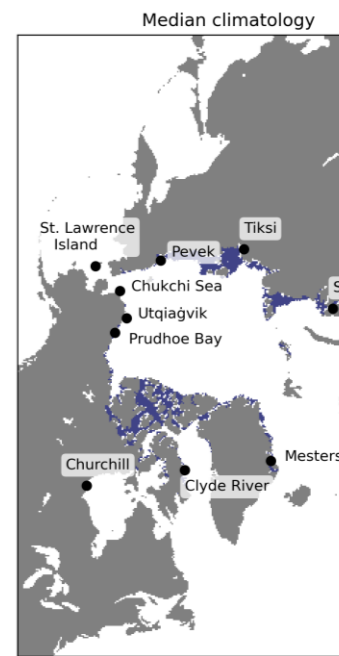 Median climatology
St. Lawrence
Island
Pevek
Tiksi
Chukchi Sea
Utqiaġvik
Prudhoe Bay
S
Churchill
Mesters
Clyde River